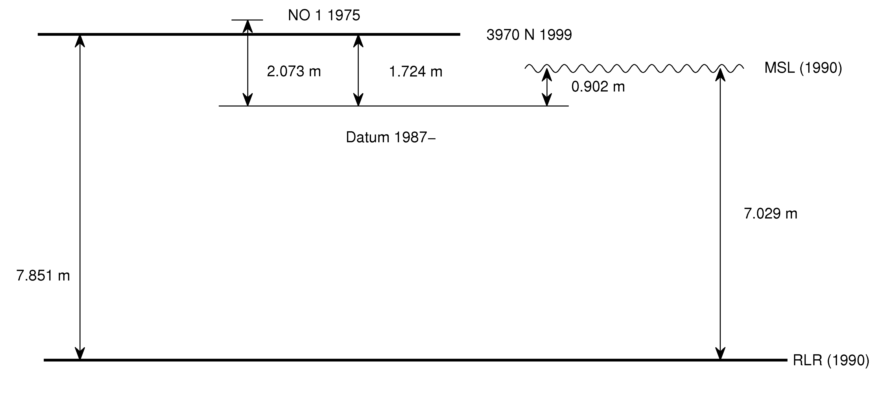 NO 1 1975
3970 N 1999
2.073 m
1.724 m
MSL (1990)
0.902 m
Datum 1987–
7.029 m
7.851 m
RLR (1990)